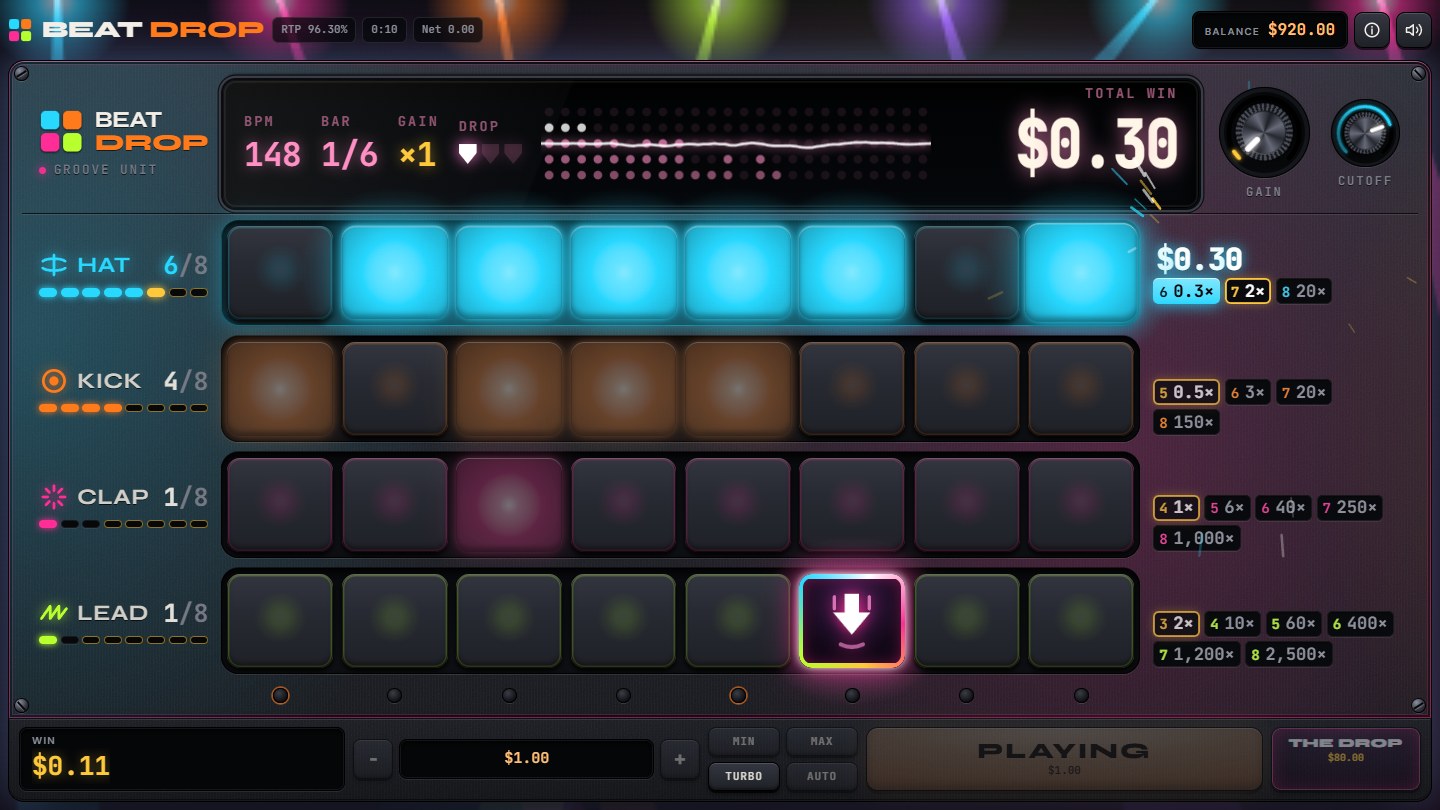 BEAT DROP
RTP 96.30%
0:10
Net 0.00
BALANCE $920.00
BEAT
DROP
GROOVE UNIT
BPM
148
BAR
1/6
GAIN
×1
DROP
TOTAL WIN
$0.30
GAIN
CUTOFF
HAT 6/8
$0.30
6 0.3× 7 2× 8 20×
KICK 4/8
5 0.5× 6 3× 7 20×
8 150×
CLAP 1/8
4 1× 5 6× 6 40× 7 250×
8 1,000×
LEAD 1/8
3 2× 4 10× 5 60× 6 400×
7 1,200× 8 2,500×
WIN
$0.11
-
$1.00
+
MIN
MAX
TURBO
AUTO
PLAYING
$1.00
THE DROP
$80.00